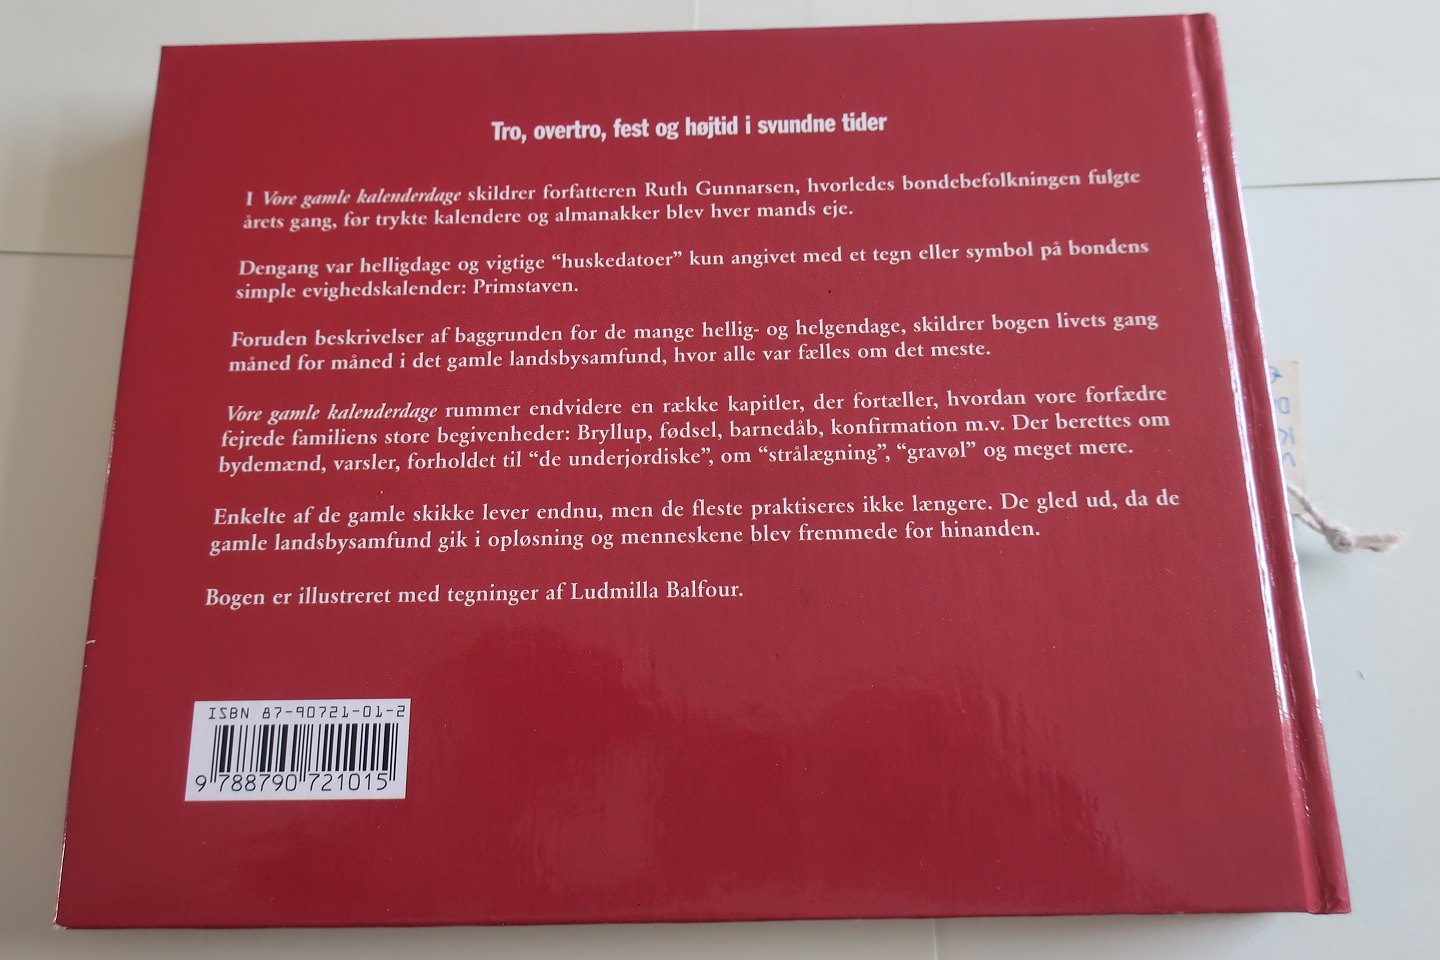 Tro, overtro, fest og højtid i svundne tider
I Vore gamle kalenderdage skildrer forfatteren Ruth Gunnarsen, hvorledes bondebefolkningen fulgte
årets gang, før trykte kalendere og almanakker blev hver mands eje.
Dengang var helligdage og vigtige “huskedatoer” kun angivet med et tegn eller symbol på bondens
simple evighedskalender: Primstaven.
Foruden beskrivelser af baggrunden for de mange hellig- og helgendage, skildrer bogen livets gang
måned for måned i det gamle landsbysamfund, hvor alle var fælles om det meste.
Vore gamle kalenderdage rummer endvidere en række kapitler, der fortæller, hvordan vore forfædre
fejrede familiens store begivenheder: Bryllup, fødsel, barnedåb, konfirmation m.v. Der berettes om
bydemænd, varsler, forholdet til “de underjordiske”, om “strålægning”, “gravøl” og meget mere.
Enkelte af de gamle skikke lever endnu, men de fleste praktiseres ikke længere. De gled ud, da de
gamle landsbysamfund gik i opløsning og menneskene blev fremmede for hinanden.
Bogen er illustreret med tegninger af Ludmilla Balfour.
ISBN 87-90721-01-2
9 788790 721015